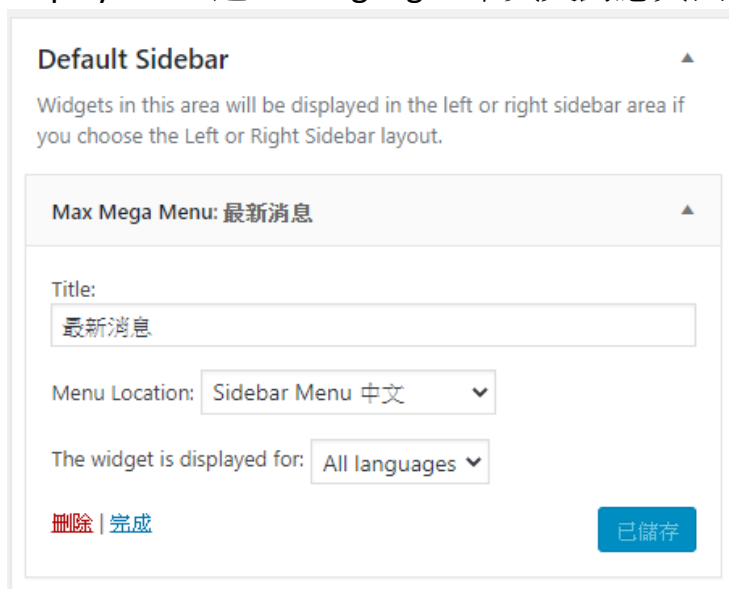 Default Sidebar
Widgets in this area will be displayed in the left or right sidebar area if
you choose the Left or Right Sidebar layout.
Max Mega Menu: 最新消息
Title:
最新消息
Menu Location: Sidebar Menu 中文
The widget is displayed for: All languages
刪除 | 完成
已儲存